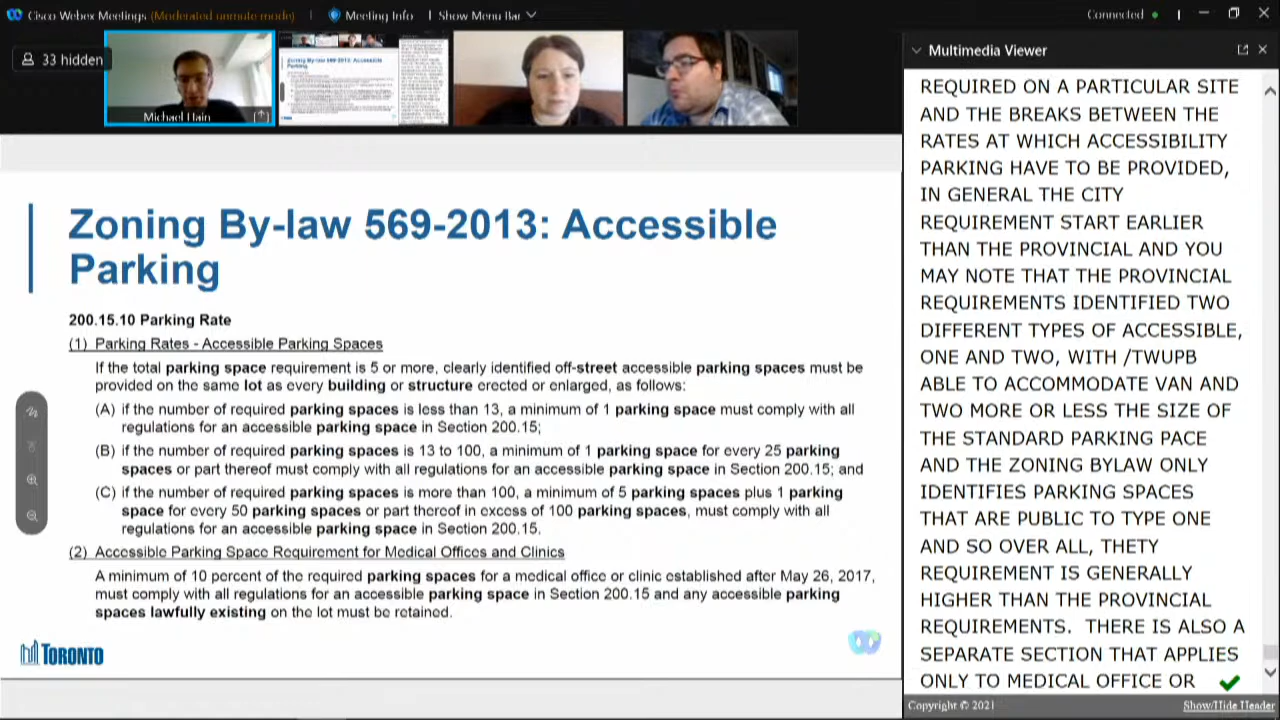 Cisco Webex Meetings (Moderated unmute mode) | Meeting Info | Show Menu Bar
Connected
33 hidden
Michael Hain
Zoning By-law 569-2013: Accessible
Parking
Zoning By-law 569-2013: Accessible
Parking
200.15.10 Parking Rate
(1) Parking Rates - Accessible Parking Spaces
If the total parking space requirement is 5 or more, clearly identified off-street accessible parking spaces must be
provided on the same lot as every building or structure erected or enlarged, as follows:
(A) if the number of required parking spaces is less than 13, a minimum of 1 parking space must comply with all
regulations for an accessible parking space in Section 200.15;
(B) if the number of required parking spaces is 13 to 100, a minimum of 1 parking space for every 25 parking
spaces or part thereof must comply with all regulations for an accessible parking space in Section 200.15; and
(C) if the number of required parking spaces is more than 100, a minimum of 5 parking spaces plus 1 parking
space for every 50 parking spaces or part thereof in excess of 100 parking spaces, must comply with all
regulations for an accessible parking space in Section 200.15.
(2) Accessible Parking Space Requirement for Medical Offices and Clinics
A minimum of 10 percent of the required parking spaces for a medical office or clinic established after May 26, 2017,
must comply with all regulations for an accessible parking space in Section 200.15 and any accessible parking
spaces lawfully existing on the lot must be retained.
TORONTO
Multimedia Viewer
REQUIRED ON A PARTICULAR SITE
AND THE BREAKS BETWEEN THE
RATES AT WHICH ACCESSIBILITY
PARKING HAVE TO BE PROVIDED,
IN GENERAL THE CITY
REQUIREMENT START EARLIER
THAN THE PROVINCIAL AND YOU
MAY NOTE THAT THE PROVINCIAL
REQUIREMENTS IDENTIFIED TWO
DIFFERENT TYPES OF ACCESSIBLE,
ONE AND TWO, WITH /TWUPB
ABLE TO ACCOMMODATE VAN AND
TWO MORE OR LESS THE SIZE OF
THE STANDARD PARKING PACE
AND THE ZONING BYLAW ONLY
IDENTIFIES PARKING SPACES
THAT ARE PUBLIC TO TYPE ONE
AND SO OVER ALL, THETY
REQUIREMENT IS GENERALLY
HIGHER THAN THE PROVINCIAL
REQUIREMENTS. THERE IS ALSO A
SEPARATE SECTION THAT APPLIES
ONLY TO MEDICAL OFFICE OR
Copyright © 2021
Show/Hide Header